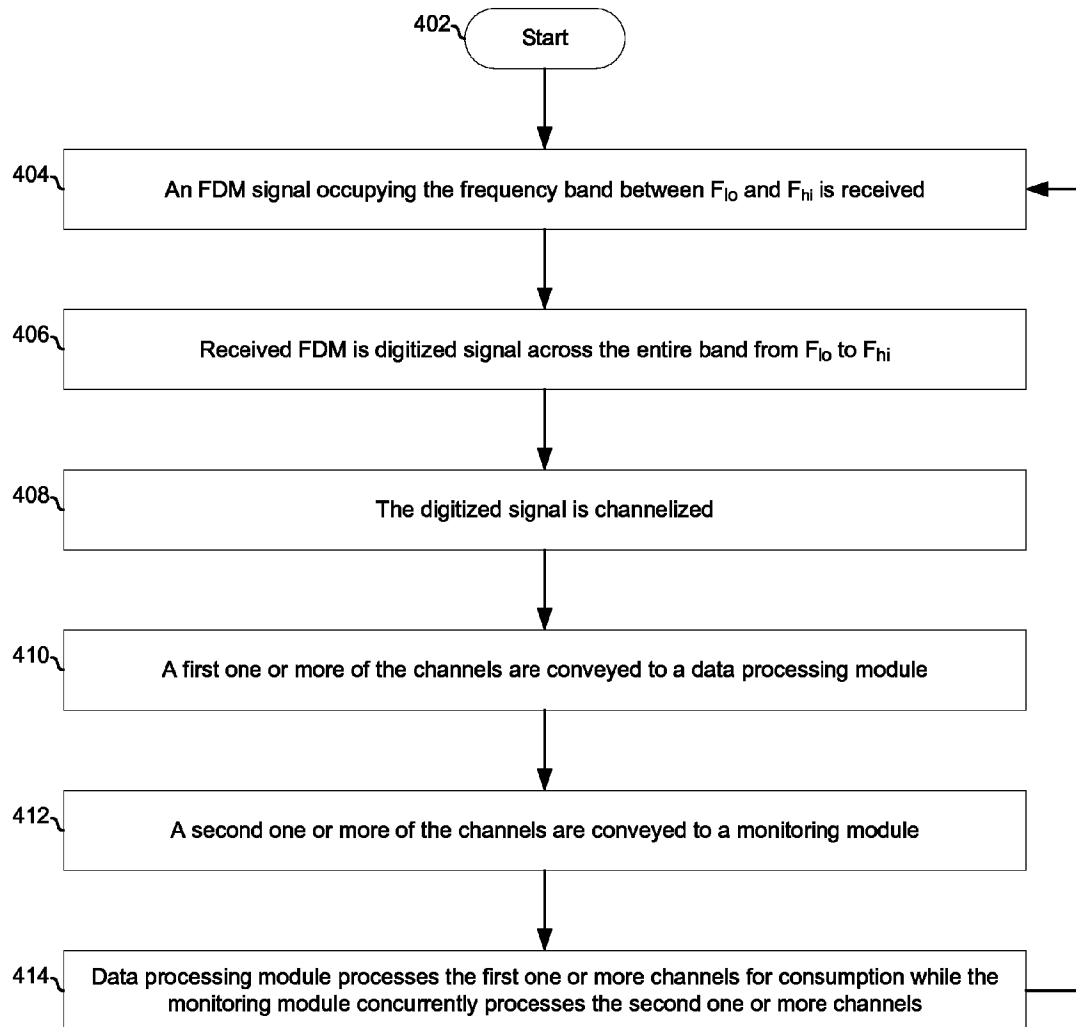 402
Start
404
An FDM signal occupying the frequency band between Flo and Fhi is received
406
Received FDM is digitized signal across the entire band from Flo to Fhi
408
The digitized signal is channelized
410
A first one or more of the channels are conveyed to a data processing module
412
A second one or more of the channels are conveyed to a monitoring module
414
Data processing module processes the first one or more channels for consumption while the
monitoring module concurrently processes the second one or more channels